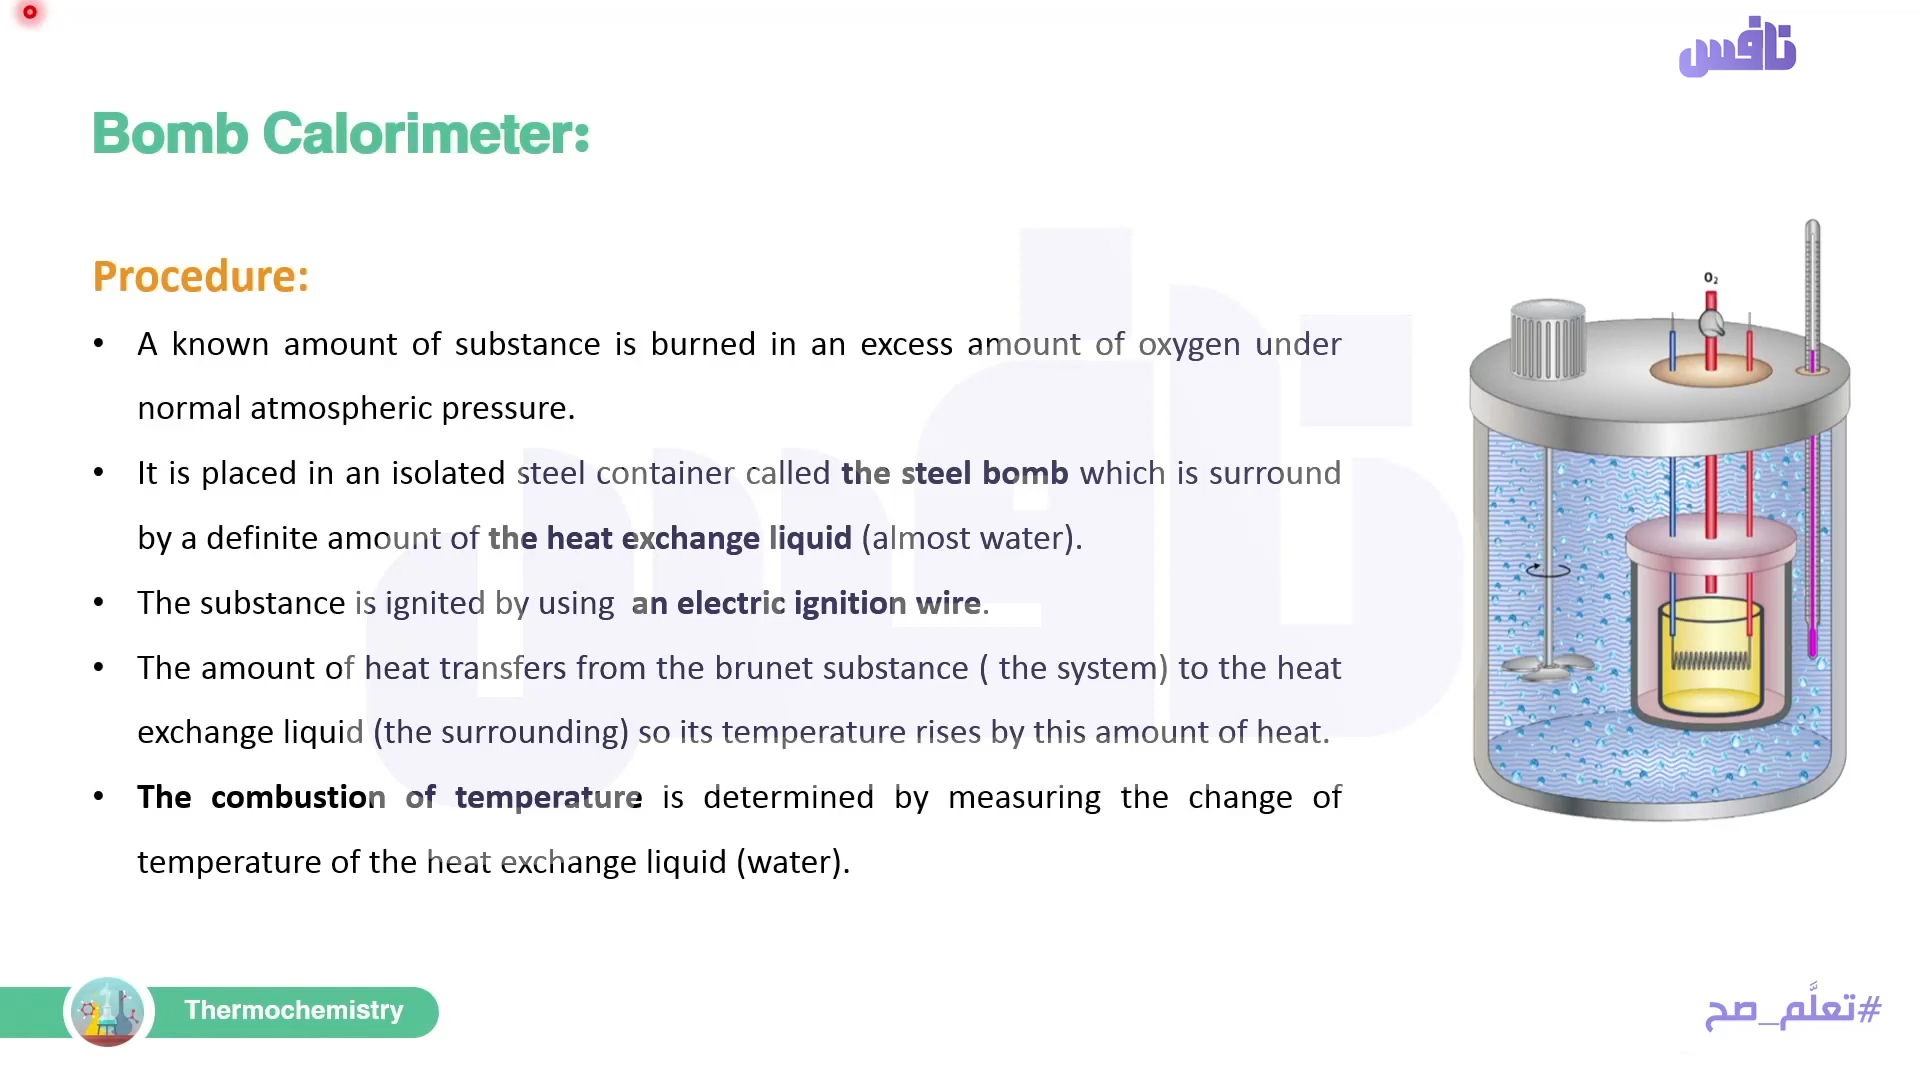 نافس
Bomb Calorimeter:
Procedure:
O₂
• A known amount of substance is burned in an excess amount of oxygen under
normal atmospheric pressure.
• It is placed in an isolated steel container called the steel bomb which is surround
by a definite amount of the heat exchange liquid (almost water).
• The substance is ignited by using an electric ignition wire.
• The amount of heat transfers from the brunet substance ( the system) to the heat
exchange liquid (the surrounding) so its temperature rises by this amount of heat.
• The combustion of temperature is determined by measuring the change of
temperature of the heat exchange liquid (water).
Thermochemistry
#تعلَّم_صح